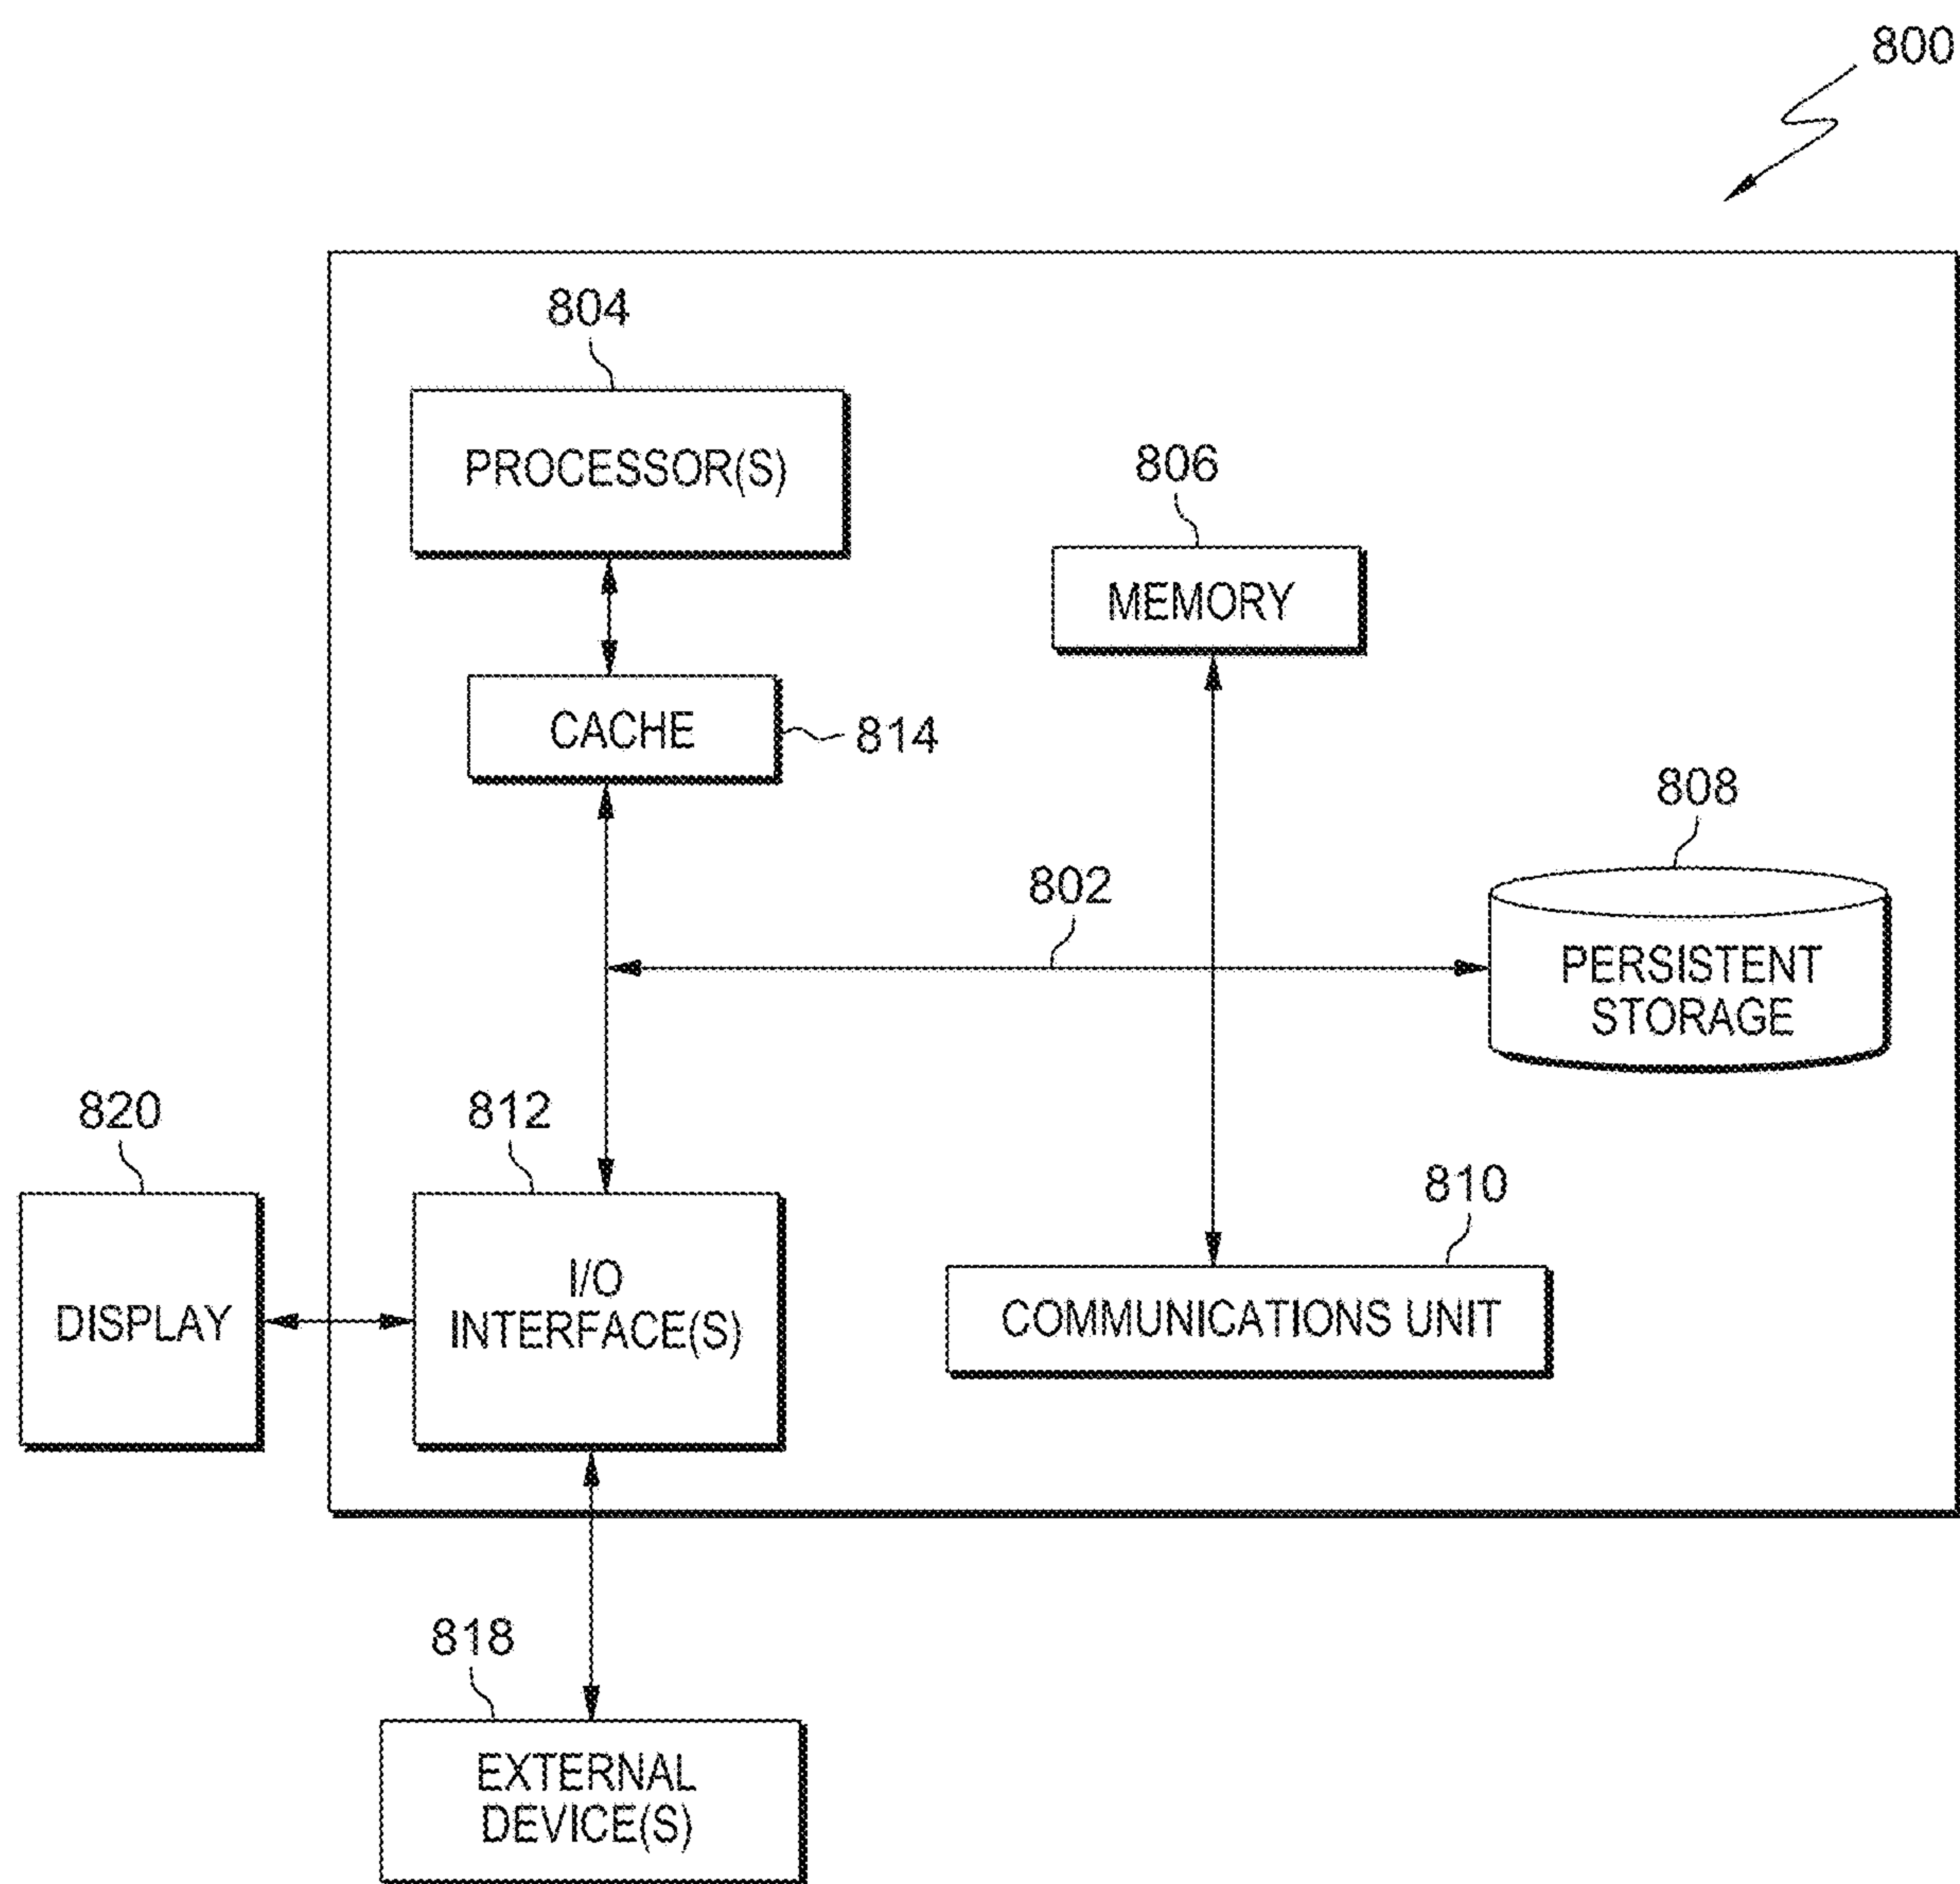 800
804
PROCESSOR(S)
806
MEMORY
CACHE
814
808
802
PERSISTENT
STORAGE
820
812
810
DISPLAY
I/O
INTERFACE(S)
COMMUNICATIONS UNIT
818
EXTERNAL
DEVICE(S)